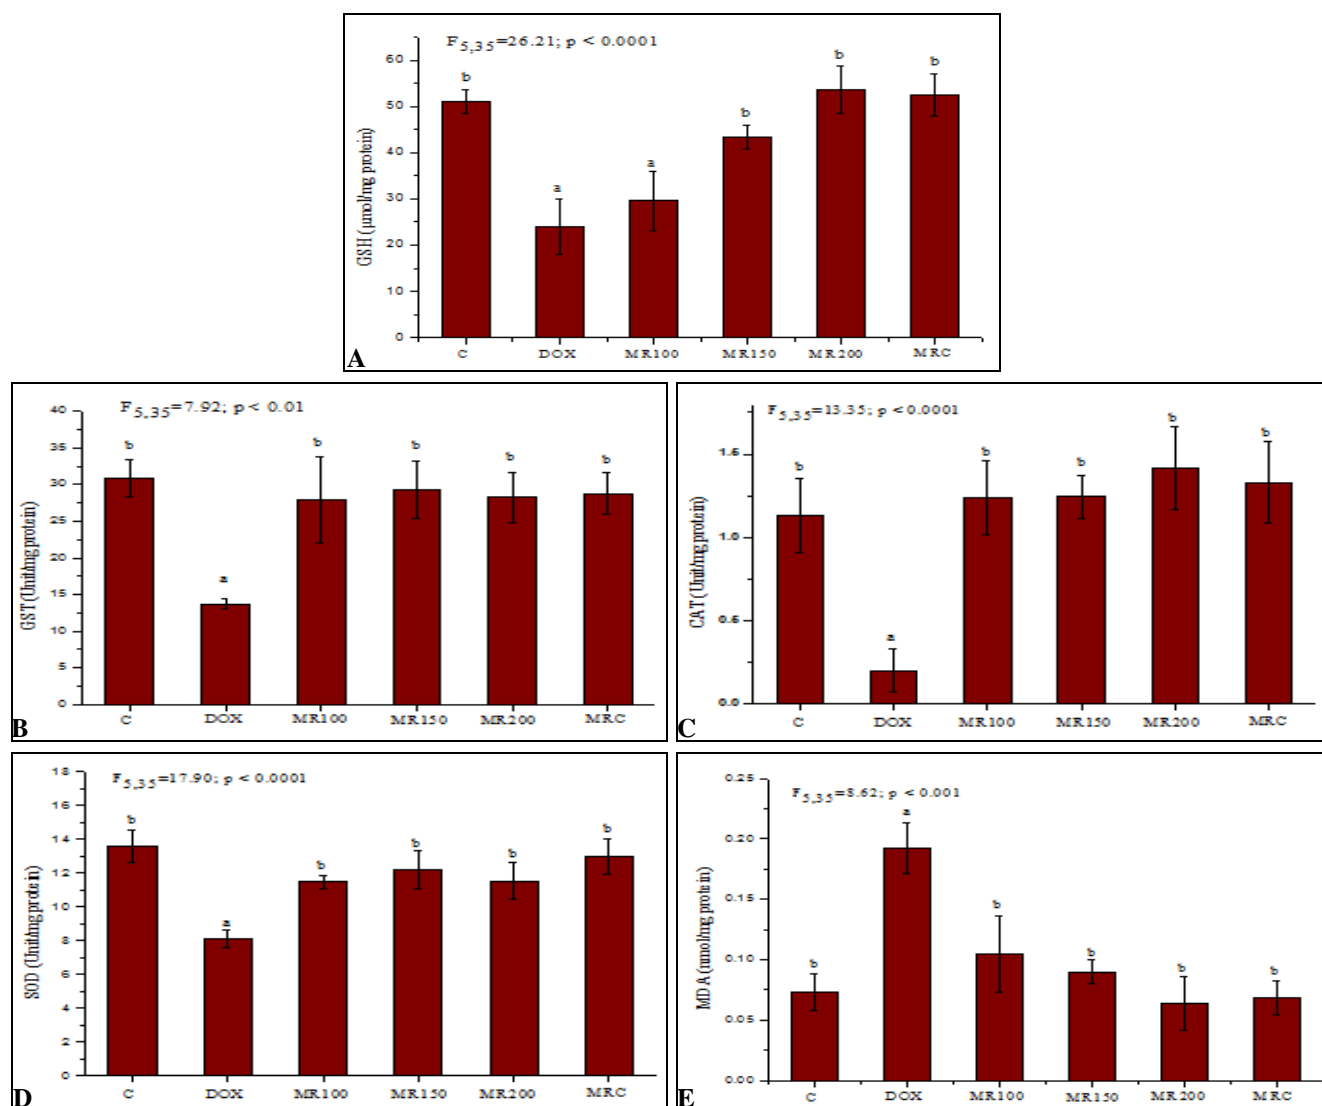 F5,35=26.21; p < 0.0001
60
50
40
30
20
10
0
GSH (µmol/mg protein)
b
a
a
b
b
b
C DOX MR100 MR150 MR200 MRC
A
F5,35=7.92; p < 0.01
40
35
30
25
20
15
10
5
0
GST (Unit/mg protein)
b
a
b
b
b
b
C DOX MR100 MR150 MR200 MRC
B
F5,35=13.35; p <0.0001
1.6
1.0
0.6
0.0
CAT (Unit/mg protein)
b
a
b
b
b
b
C DOX MR100 MR150 MR200 MRC
C
F5,35=17.90; p < 0.0001
18
16
14
12
10
8
6
4
2
0
SOD (Unit/mg protein)
b
a
b
b
b
b
C DOX MR100 MR150 MR200 MRC
D
F5,35=8.62; p < 0.001
0.25
0.20
0.15
0.10
0.05
0.00
MDA (nmol/mg protein)
b
a
b
b
b
b
C DOX MR100 MR150 MR200 MRC
E